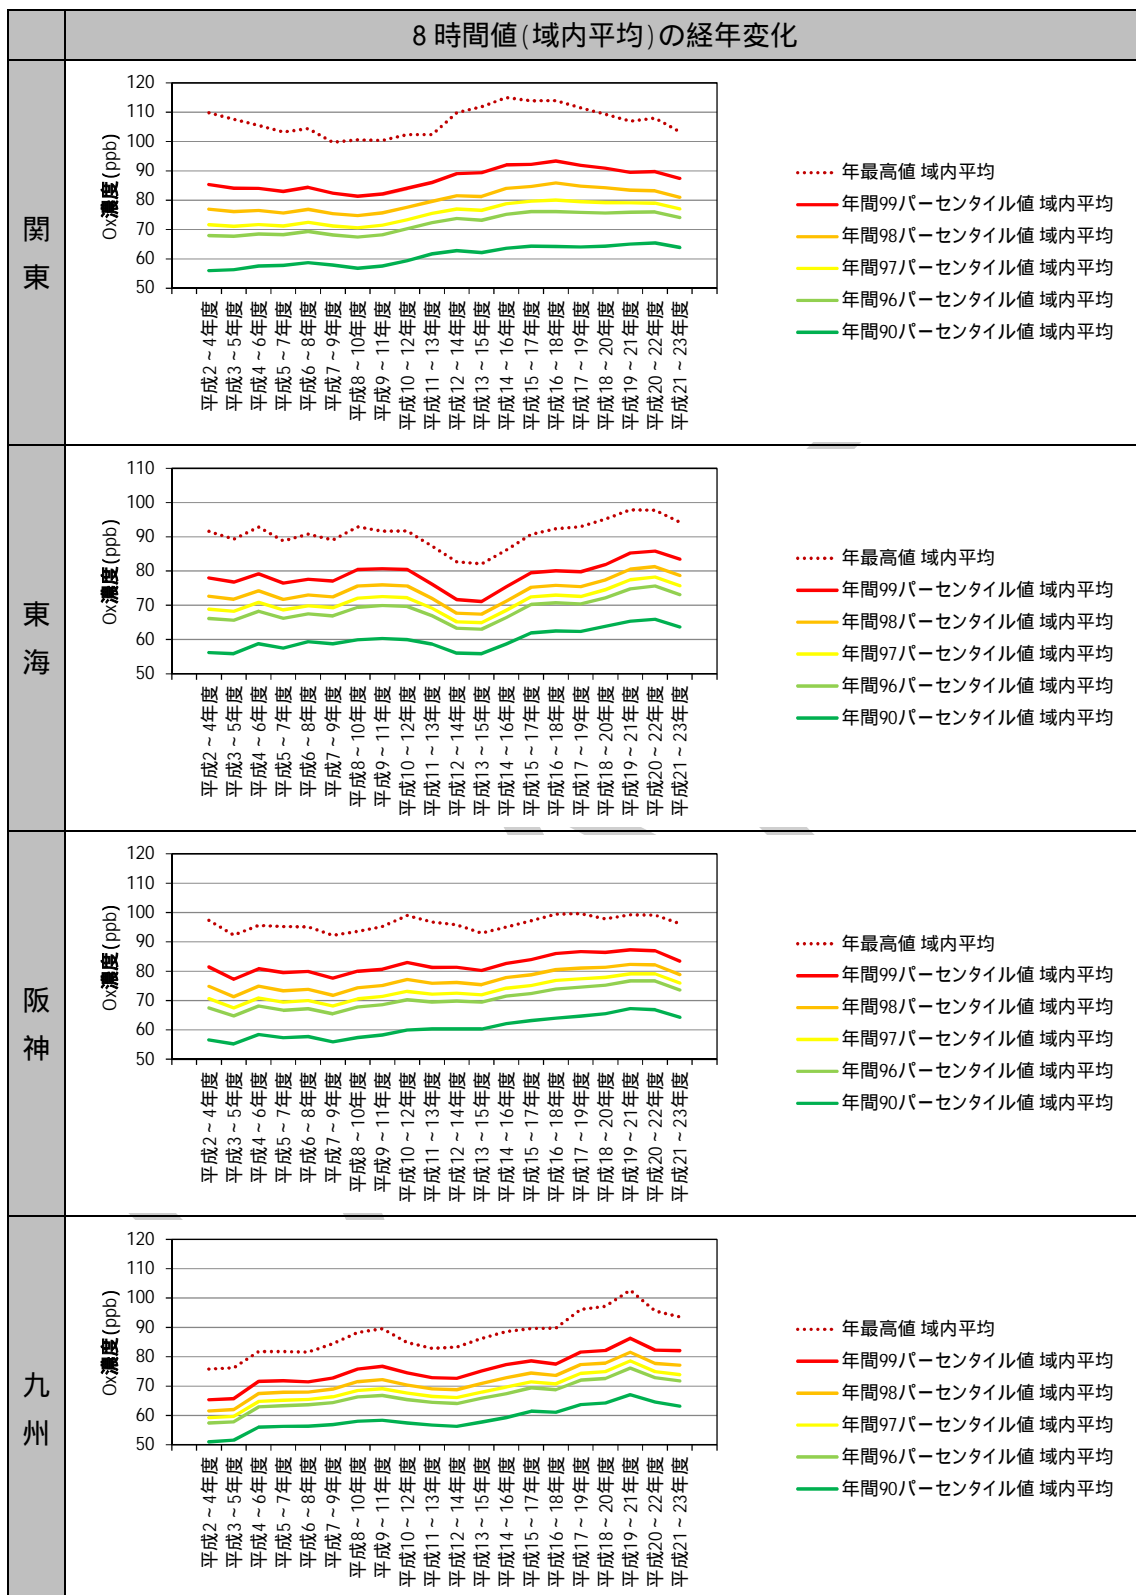 8時間値(域内平均)の経年変化
関東
Ox濃度(ppb)
120
110
100
90
80
70
60
50
平成2~4年度
平成3~5年度
平成4~6年度
平成5~7年度
平成6~8年度
平成7~9年度
平成8~10年度
平成9~11年度
平成10~12年度
平成11~13年度
平成12~14年度
平成13~15年度
平成14~16年度
平成15~17年度
平成16~18年度
平成17~19年度
平成18~20年度
平成19~21年度
平成20~22年度
平成21~23年度
年最高値 域内平均
年間99パーセンタイル値 域内平均
年間98パーセンタイル値 域内平均
年間97パーセンタイル値 域内平均
年間96パーセンタイル値 域内平均
年間90パーセンタイル値 域内平均
東海
Ox濃度(ppb)
110
100
90
80
70
60
50
平成2~4年度
平成3~5年度
平成4~6年度
平成5~7年度
平成6~8年度
平成7~9年度
平成8~10年度
平成9~11年度
平成10~12年度
平成11~13年度
平成12~14年度
平成13~15年度
平成14~16年度
平成15~17年度
平成16~18年度
平成17~19年度
平成18~20年度
平成19~21年度
平成20~22年度
平成21~23年度
年最高値 域内平均
年間99パーセンタイル値 域内平均
年間98パーセンタイル値 域内平均
年間97パーセンタイル値 域内平均
年間96パーセンタイル値 域内平均
年間90パーセンタイル値 域内平均
阪神
Ox濃度(ppb)
120
110
100
90
80
70
60
50
平成2~4年度
平成3~5年度
平成4~6年度
平成5~7年度
平成6~8年度
平成7~9年度
平成8~10年度
平成9~11年度
平成10~12年度
平成11~13年度
平成12~14年度
平成13~15年度
平成14~16年度
平成15~17年度
平成16~18年度
平成17~19年度
平成18~20年度
平成19~21年度
平成20~22年度
平成21~23年度
年最高値 域内平均
年間99パーセンタイル値 域内平均
年間98パーセンタイル値 域内平均
年間97パーセンタイル値 域内平均
年間96パーセンタイル値 域内平均
年間90パーセンタイル値 域内平均
九州
Ox濃度(ppb)
120
110
100
90
80
70
60
50
平成2~4年度
平成3~5年度
平成4~6年度
平成5~7年度
平成6~8年度
平成7~9年度
平成8~10年度
平成9~11年度
平成10~12年度
平成11~13年度
平成12~14年度
平成13~15年度
平成14~16年度
平成15~17年度
平成16~18年度
平成17~19年度
平成18~20年度
平成19~21年度
平成20~22年度
平成21~23年度
年最高値 域内平均
年間99パーセンタイル値 域内平均
年間98パーセンタイル値 域内平均
年間97パーセンタイル値 域内平均
年間96パーセンタイル値 域内平均
年間90パーセンタイル値 域内平均